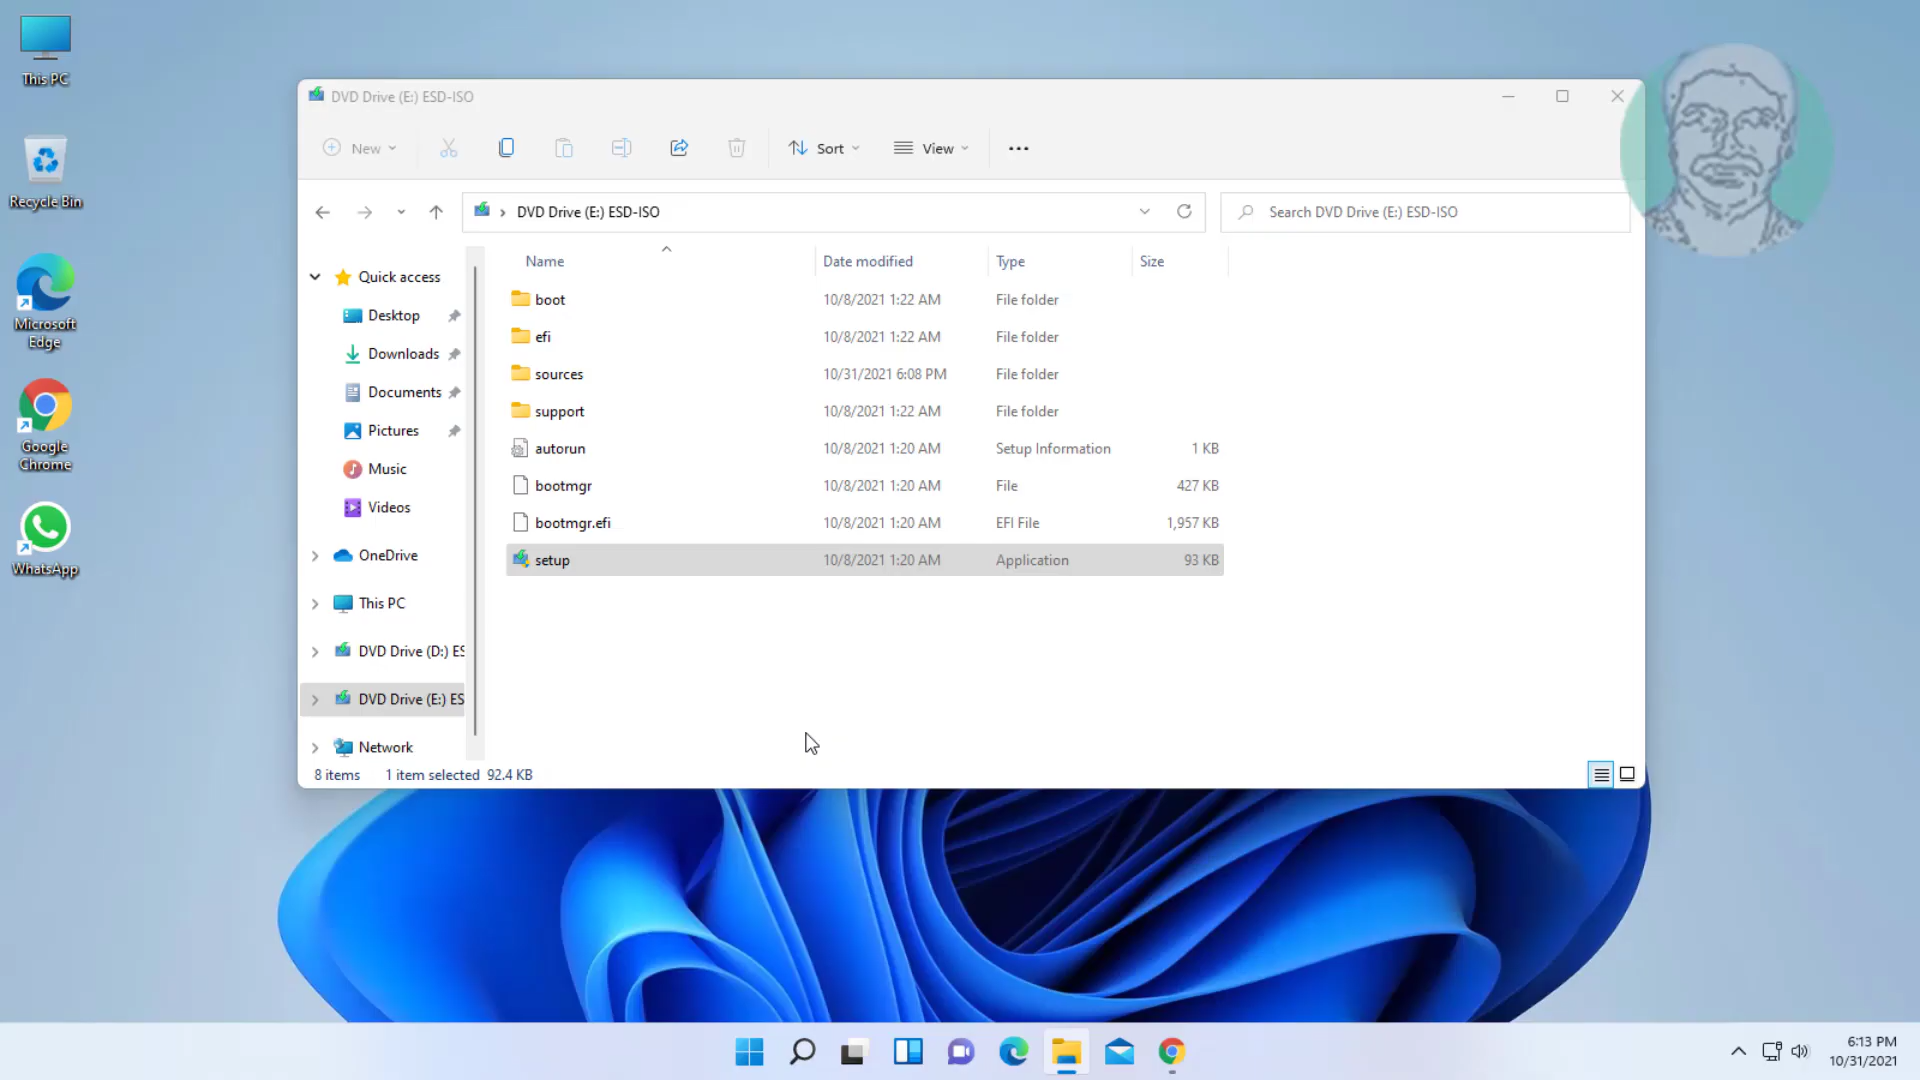 This PC
Recycle Bin
Microsoft
Edge
Google
Chrome
WhatsApp
DVD Drive (E:) ESD-ISO
New
Sort
View
DVD Drive (E:) ESD-ISO
Search DVD Drive (E:) ESD-ISO
Quick access
Desktop
Downloads
Documents
Pictures
Music
Videos
OneDrive
This PC
DVD Drive (D:) ES
DVD Drive (E:) ES
Network
Name Date modified Type Size
boot 10/8/2021 1:22 AM File folder
efi 10/8/2021 1:22 AM File folder
sources 10/31/2021 6:08 PM File folder
support 10/8/2021 1:22 AM File folder
autorun 10/8/2021 1:20 AM Setup Information 1 KB
bootmgr 10/8/2021 1:20 AM File 427 KB
bootmgr.efi 10/8/2021 1:20 AM EFI File 1,957 KB
setup 10/8/2021 1:20 AM Application 93 KB
8 items 1 item selected 92.4 KB
6:13 PM
10/31/2021